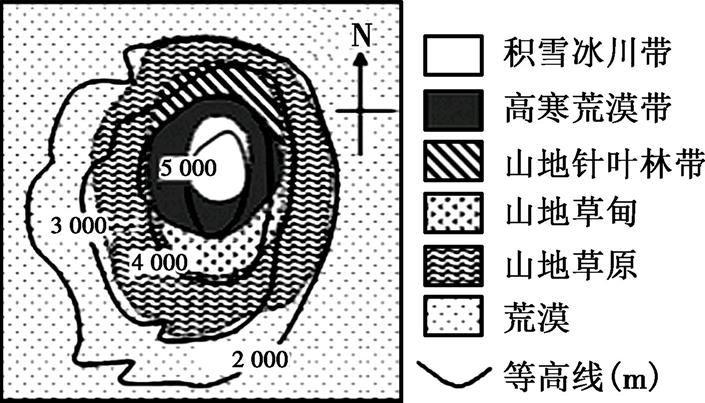 N
5 000
3 000
4 000
2 000
积雪冰川带
高寒荒漠带
山地针叶林带
山地草甸
山地草原
荒漠
等高线(m)